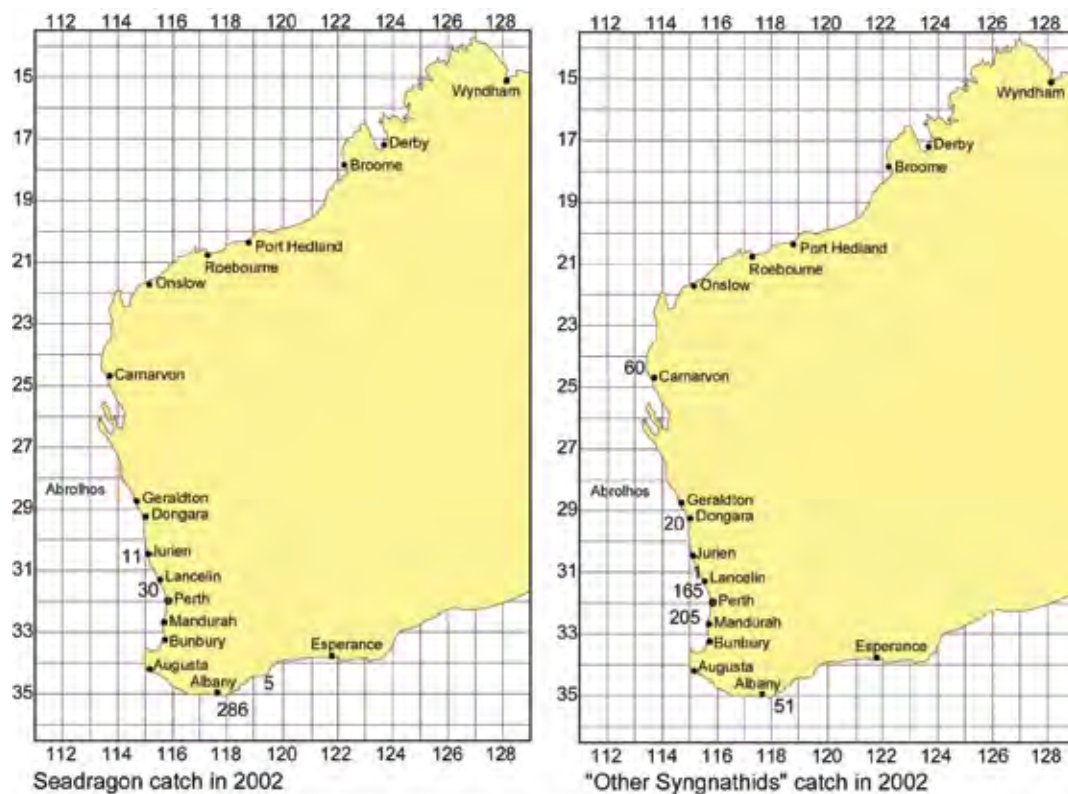 112 114 116 118 120 122 124 126 128
15
17
19
21
23
25
27
29
31
33
35
Wyndham
Derby
Broome
Port Hedland
Roebourne
Onslow
Carnarvon
Abrolhos
Geraldton
Dongara
11 Jurien
Lancelin
30
Perth
Mandurah
Bunbury
Esperance
Augusta
Albany
5
286
112 114 116 118 120 122 124 126 128
Seadragon catch in 2002
112 114 116 118 120 122 124 126 128
15
17
19
21
23
25
27
29
31
33
35
Wyndham
Derby
Broome
Port Hedland
Roebourne
Onslow
60
Carnarvon
Abrolhos
Geraldton
20 Dongara
Jurien
1
Lancelin
165
Perth
205
Mandurah
Bunbury
Esperance
Augusta
Albany
51
112 114 116 118 120 122 124 126 128
"Other Syngnathids" catch in 2002